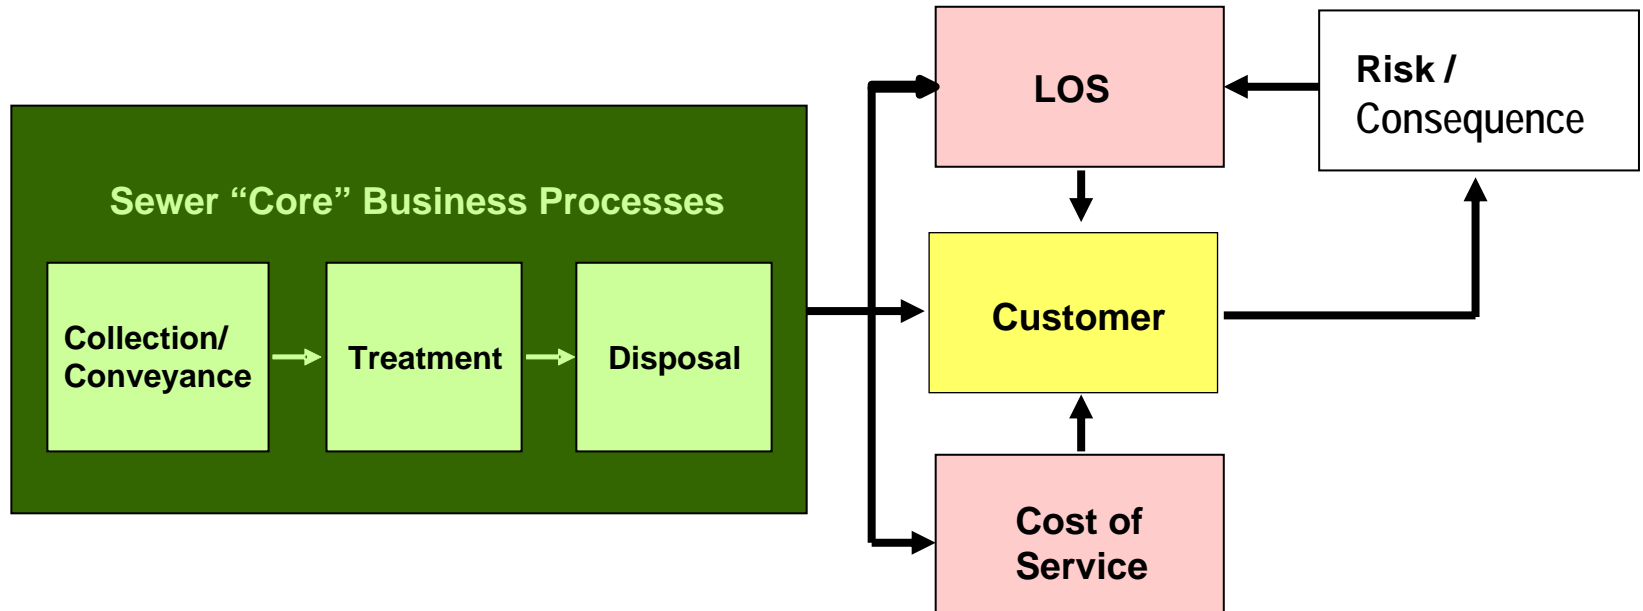 Sewer “Core” Business Processes
Collection/
Conveyance
Treatment
Disposal
LOS
Risk /
Consequence
Customer
Cost of
Service